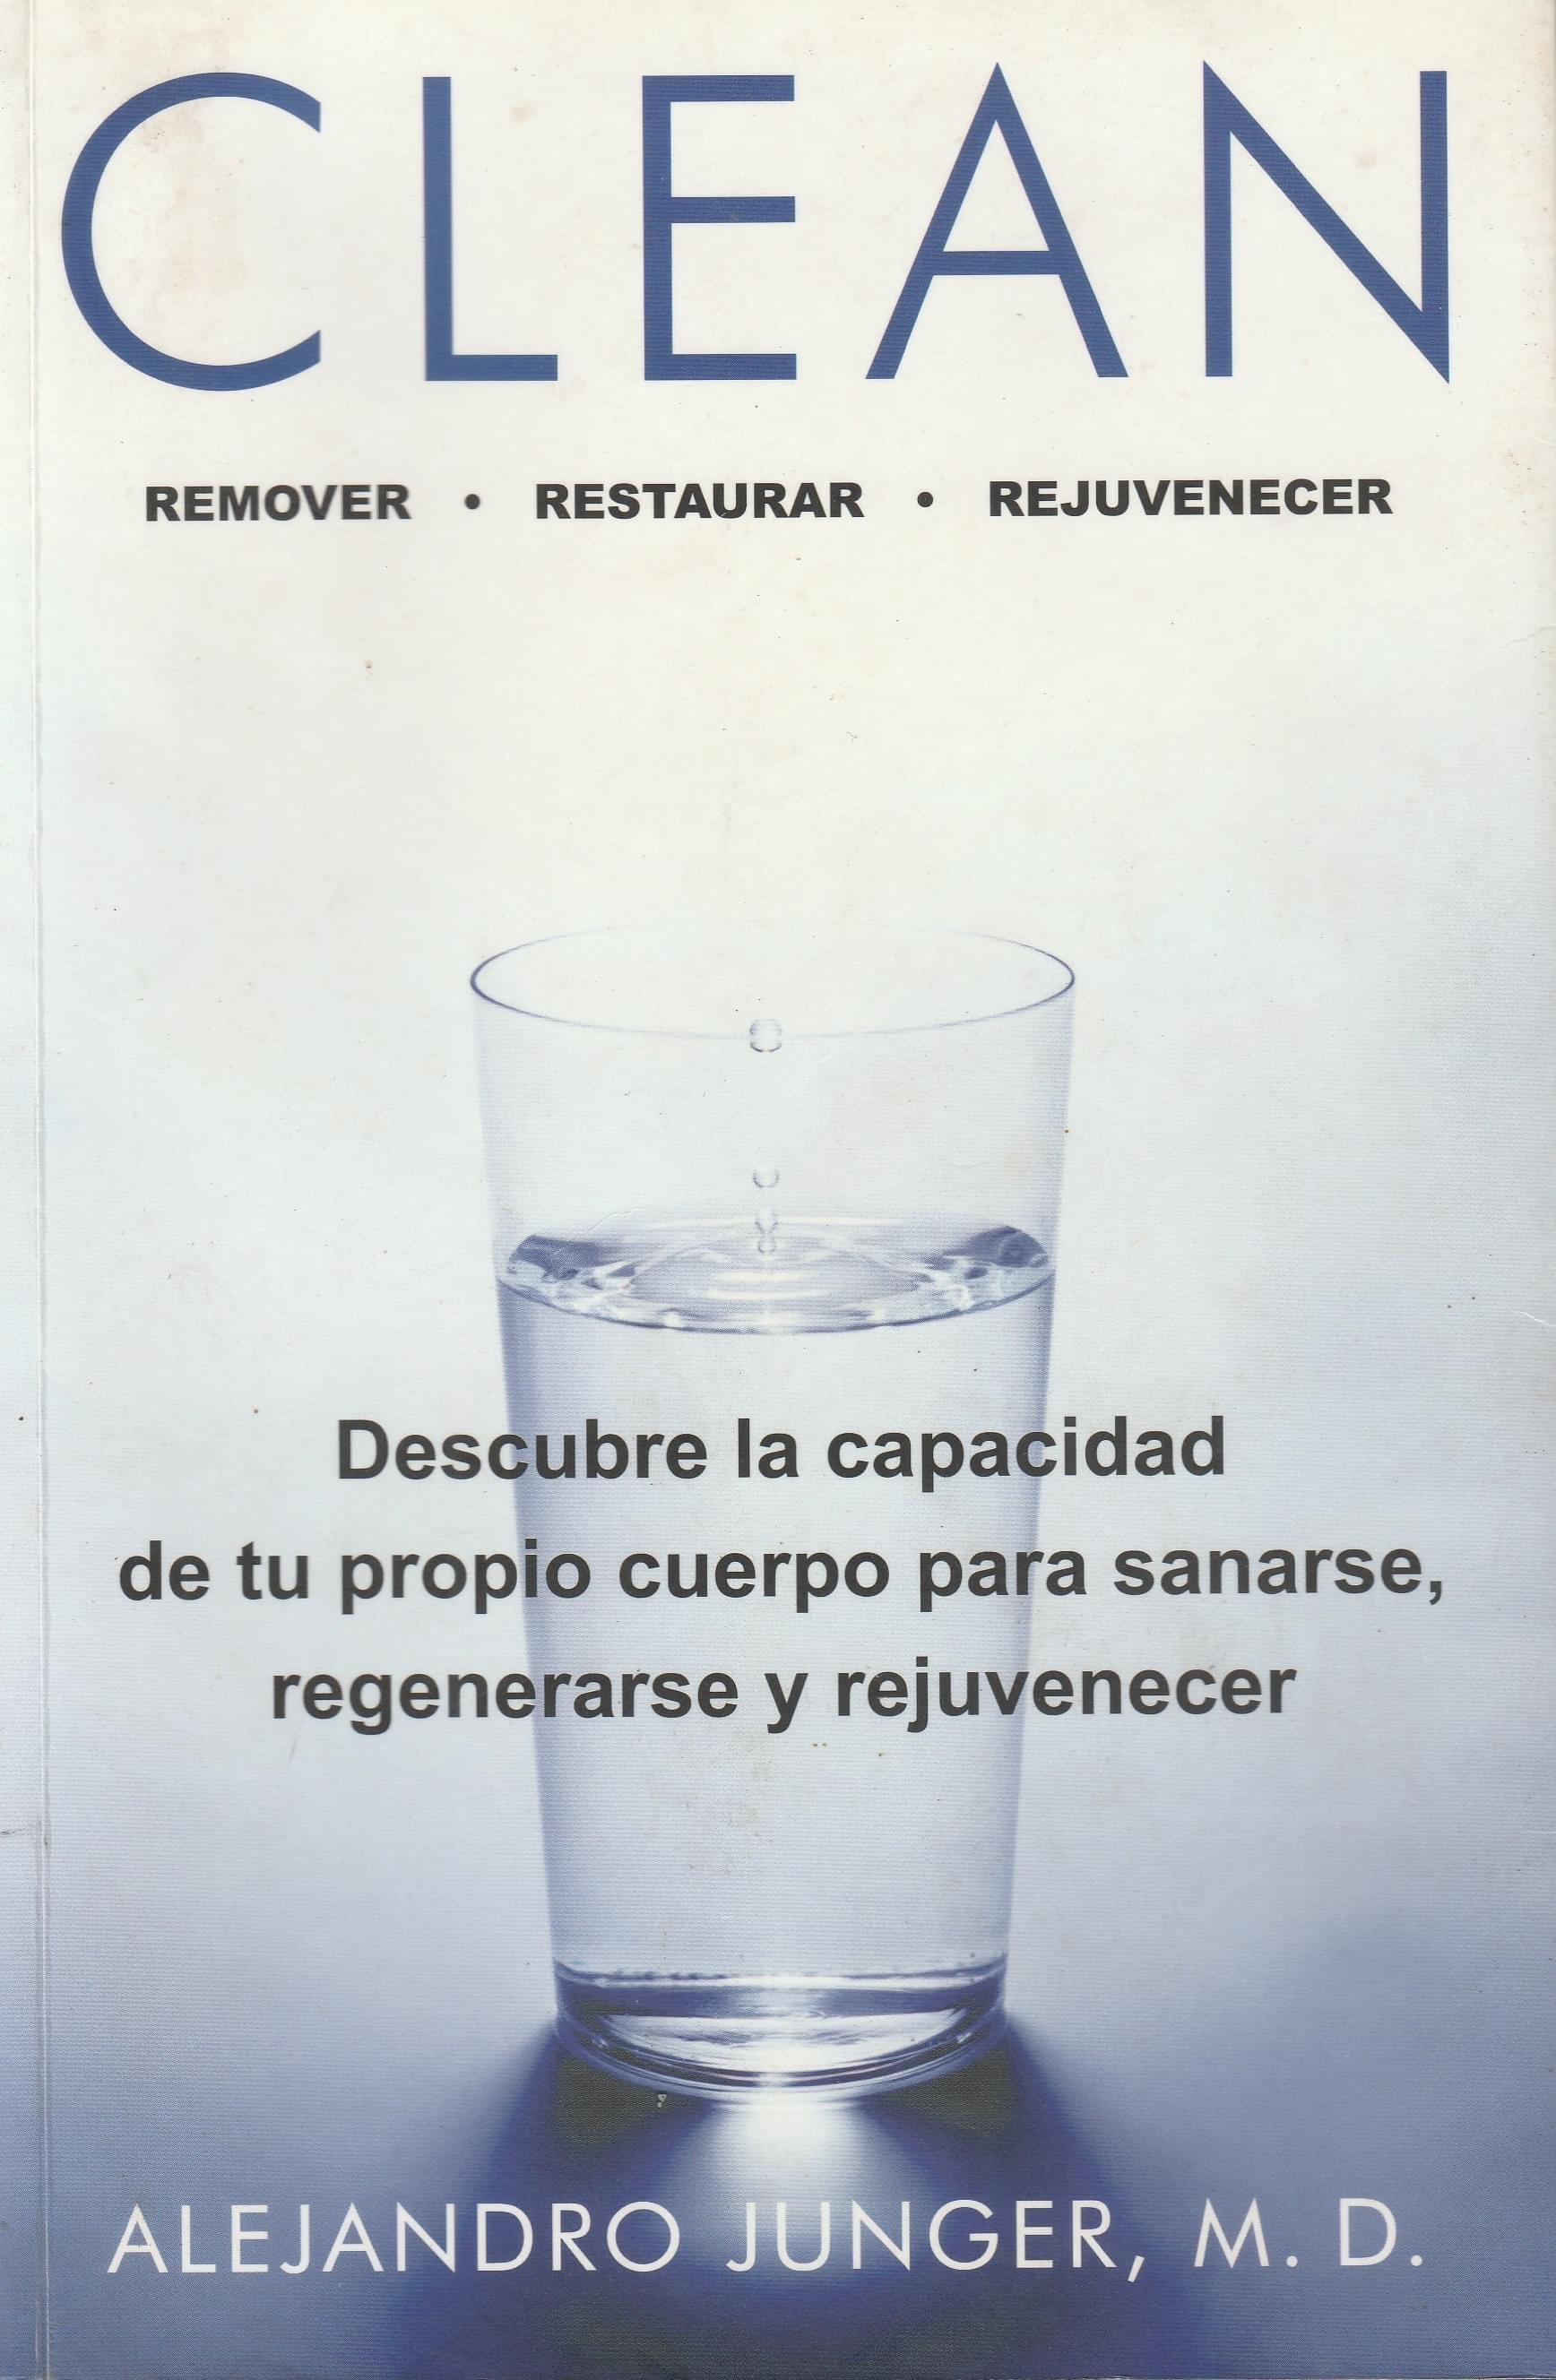 CLEAN
REMOVER • RESTAURAR • REJUVENECER
Descubre la capacidad
de tu propio cuerpo para sanarse,
regenerarse y rejuvenecer
ALEJANDRO JUNGER, M. D.